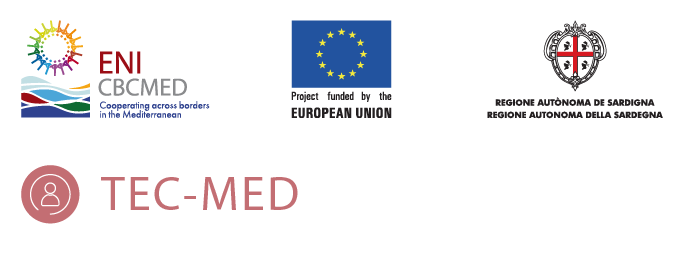 ENI
CBCMED
Cooperating across borders
in the Mediterranean
Project funded by the
EUROPEAN UNION
REGIONE AUTÒNOMA DE SARDIGNA
REGIONE AUTONOMA DELLA SARDEGNA
TEC-MED